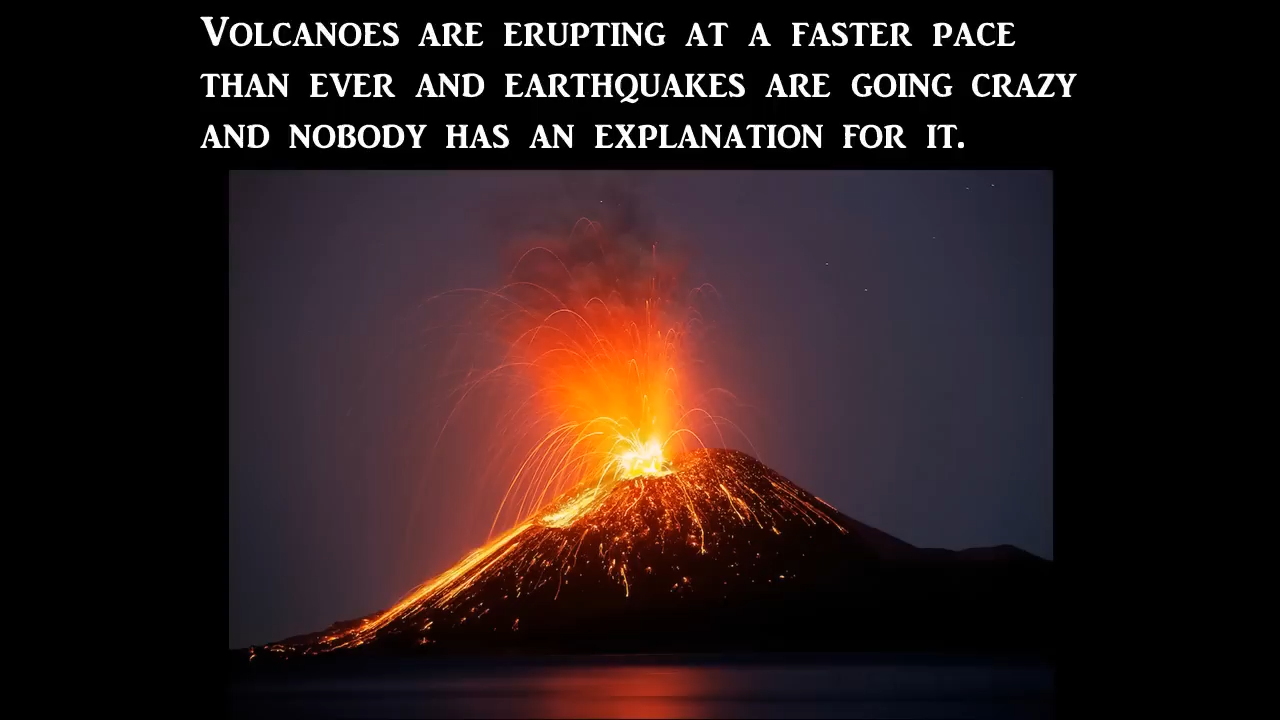 Volcanoes are erupting at a faster pace
than ever and earthquakes are going crazy
and nobody has an explanation for it.